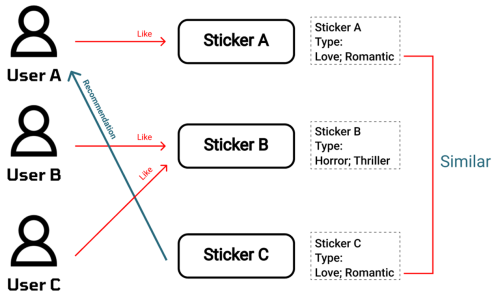 User A
Like
Sticker A
Sticker A
Type:
Love; Romantic
Recommendation
User B
Like
Sticker B
Sticker B
Type:
Horror; Thriller
Similar
Like
User C
Sticker C
Sticker C
Type:
Love; Romantic